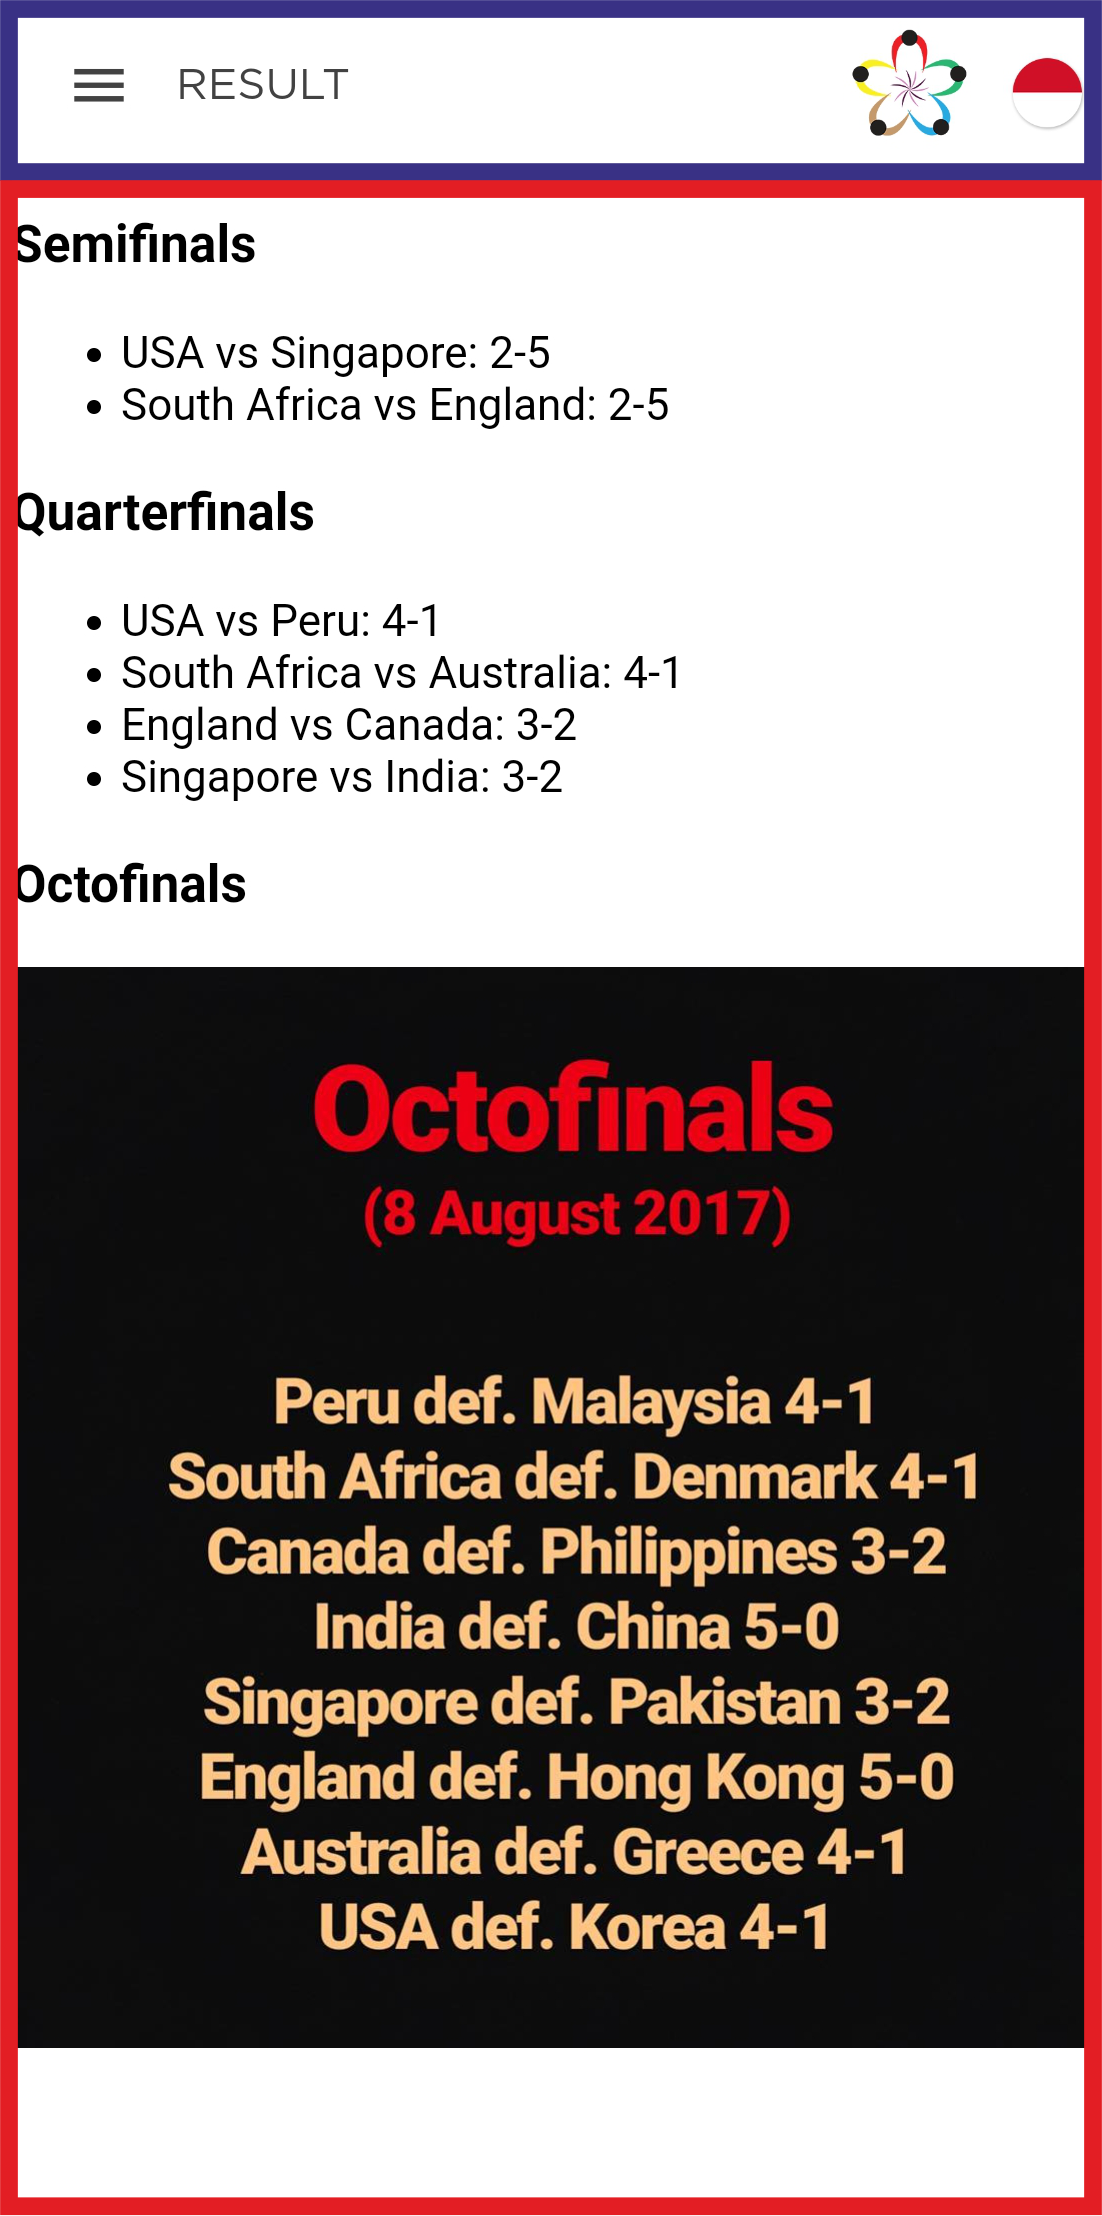 RESULT
Semifinals
USA vs Singapore: 2-5
South Africa vs England: 2-5
Quarterfinals
USA vs Peru: 4-1
South Africa vs Australia: 4-1
England vs Canada: 3-2
Singapore vs India: 3-2
Octofinals
Octofinals
(8 August 2017)
Peru def. Malaysia 4-1
South Africa def. Denmark 4-1
Canada def. Philippines 3-2
India def. China 5-0
Singapore def. Pakistan 3-2
England def. Hong Kong 5-0
Australia def. Greece 4-1
USA def. Korea 4-1